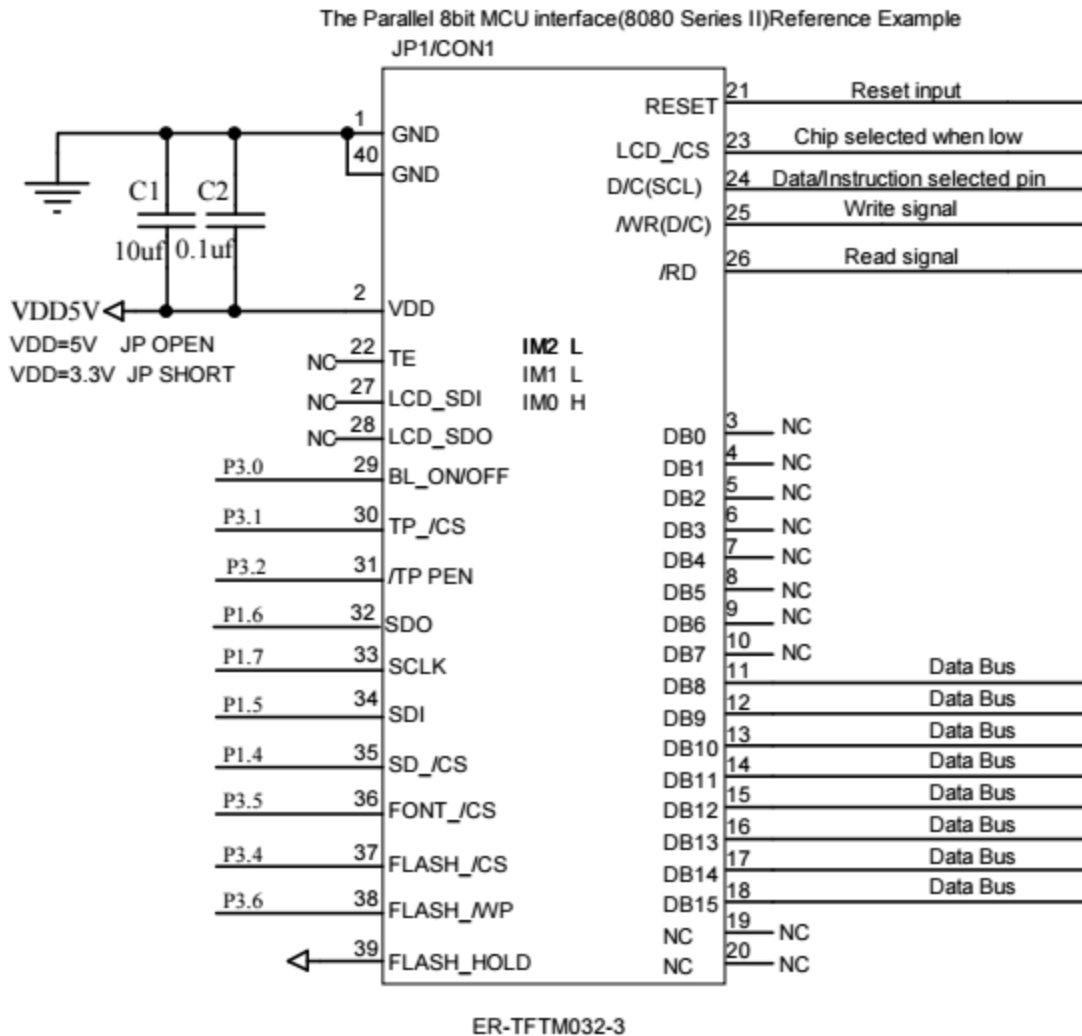 The Parallel 8bit MCU interface(8080 Series II)Reference Example
JP1/CON1
1 GND
40 GND
C1 C2
10uf 0.1uf
VDD5V 2 VDD
VDD=5V JP OPEN
VDD=3.3V JP SHORT
NC 22 TE
NC 27 LCD_SDI
NC 28 LCD_SDO
P3.0 29 BL_ON/OFF
P3.1 30 TP_/CS
P3.2 31 /TP PEN
P1.6 32 SDO
P1.7 33 SCLK
P1.5 34 SDI
P1.4 35 SD_/CS
P3.5 36 FONT_/CS
P3.4 37 FLASH_/CS
P3.6 38 FLASH_/WP
39 FLASH_HOLD
IM2 L
IM1 L
IM0 H
RESET 21 Reset input
LCD_/CS 23 Chip selected when low
D/C(SCL) 24 Data/Instruction selected pin
/WR(D/C) 25 Write signal
/RD 26 Read signal
DB0 3 NC
DB1 4 NC
DB2 5 NC
DB3 6 NC
DB4 7 NC
DB5 8 NC
DB6 9 NC
DB7 10 NC
DB8 11 Data Bus
DB9 12 Data Bus
DB10 13 Data Bus
DB11 14 Data Bus
DB12 15 Data Bus
DB13 16 Data Bus
DB14 17 Data Bus
DB15 18 Data Bus
NC 19 NC
NC 20 NC
ER-TFTM032-3